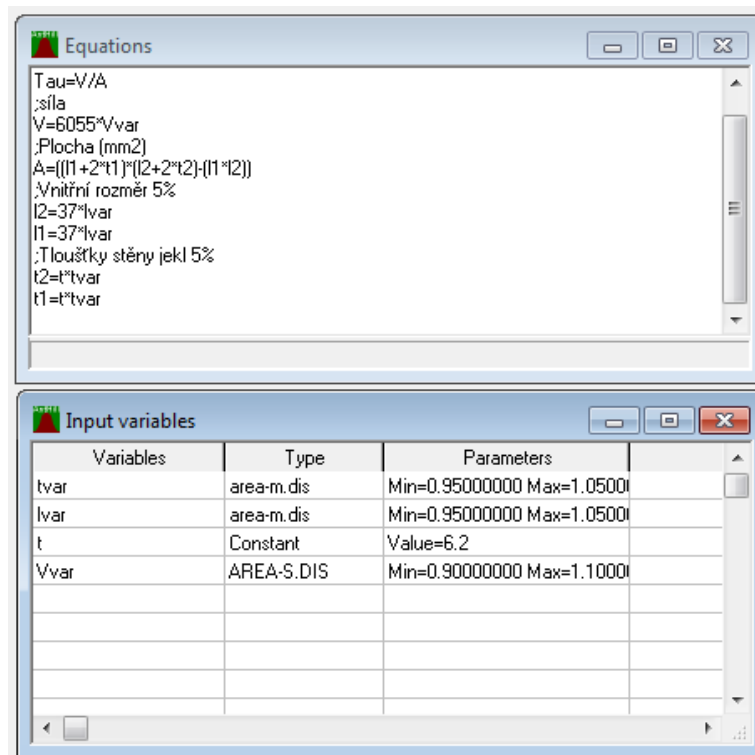 Equations
Tau=V/A
;síla
V=6055*Vvar
;Plocha (mm2)
A=((l1+2*t1)*(l2+2*t2)-(l1*l2))
;Vnitřní rozměr 5%
l2=37*lvar
l1=37*lvar
;Tloušťky stěny jekl 5%
t2=t*tvar
t1=t*tvar
Input variables
Variables Type Parameters
tvar area-m.dis Min=0.95000000 Max=1.0500
lvar area-m.dis Min=0.95000000 Max=1.0500
t Constant Value=6.2
Vvar AREA-S.DIS Min=0.90000000 Max=1.1000